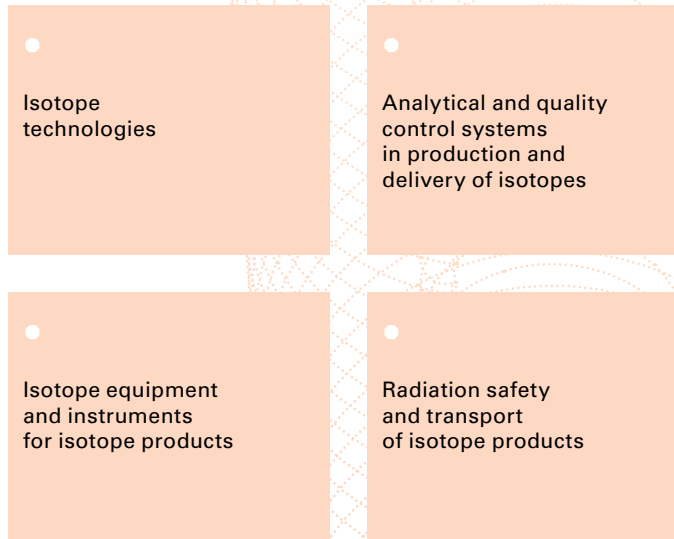 Isotope
technologies
Analytical and quality
control systems
in production and
delivery of isotopes
Isotope equipment
and instruments
for isotope products
Radiation safety
and transport
of isotope products